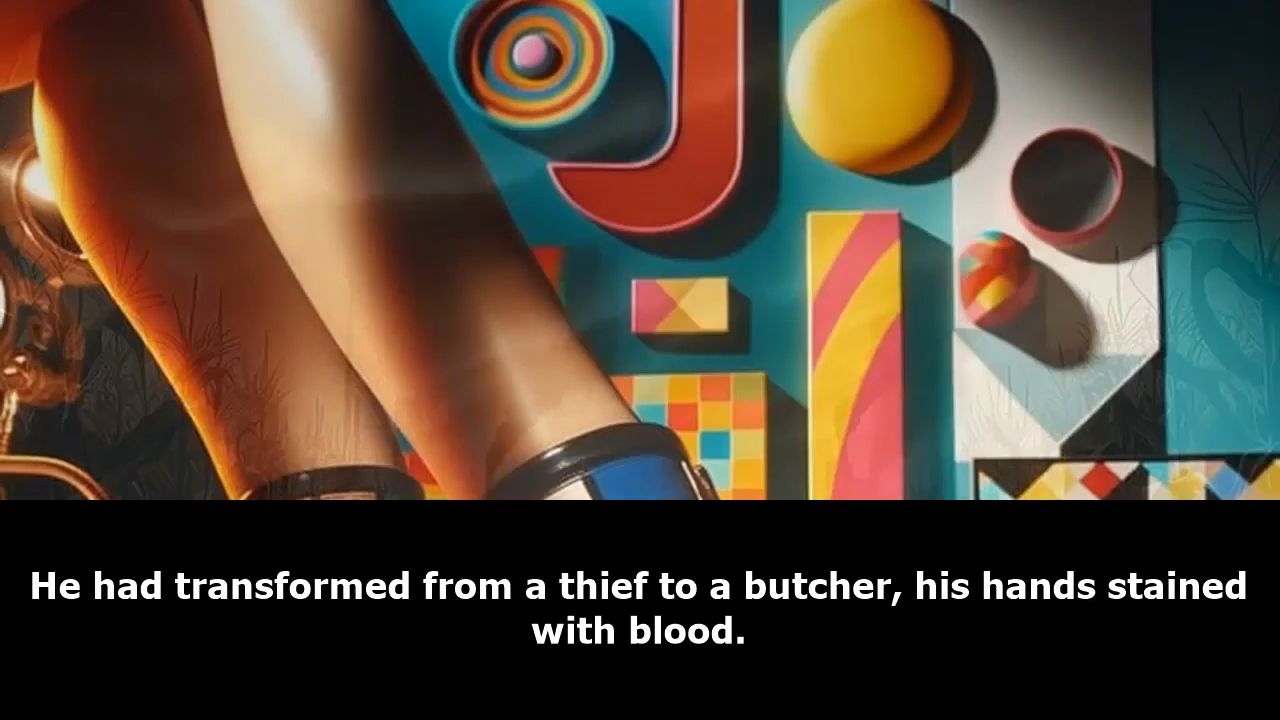 He had transformed from a thief to a butcher, his hands stained
with blood.